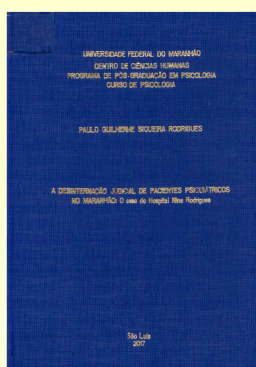 UNIVERSIDADE FEDERAL DO MARANHÃO
CENTRO DE CIÊNCIAS HUMANAS
PROGRAMA DE PÓS-GRADUAÇÃO EM PSICOLOGIA
CURSO DE PSICOLOGIA
PAULO GUILHERME SIQUEIRA RODRIGUES
A DESINTERNAÇÃO JUDICIAL DE PACIENTES PSIQUIÁTRICOS
NO MARANHÃO: O caso do Hospital Nina Rodrigues
São Luís
2017